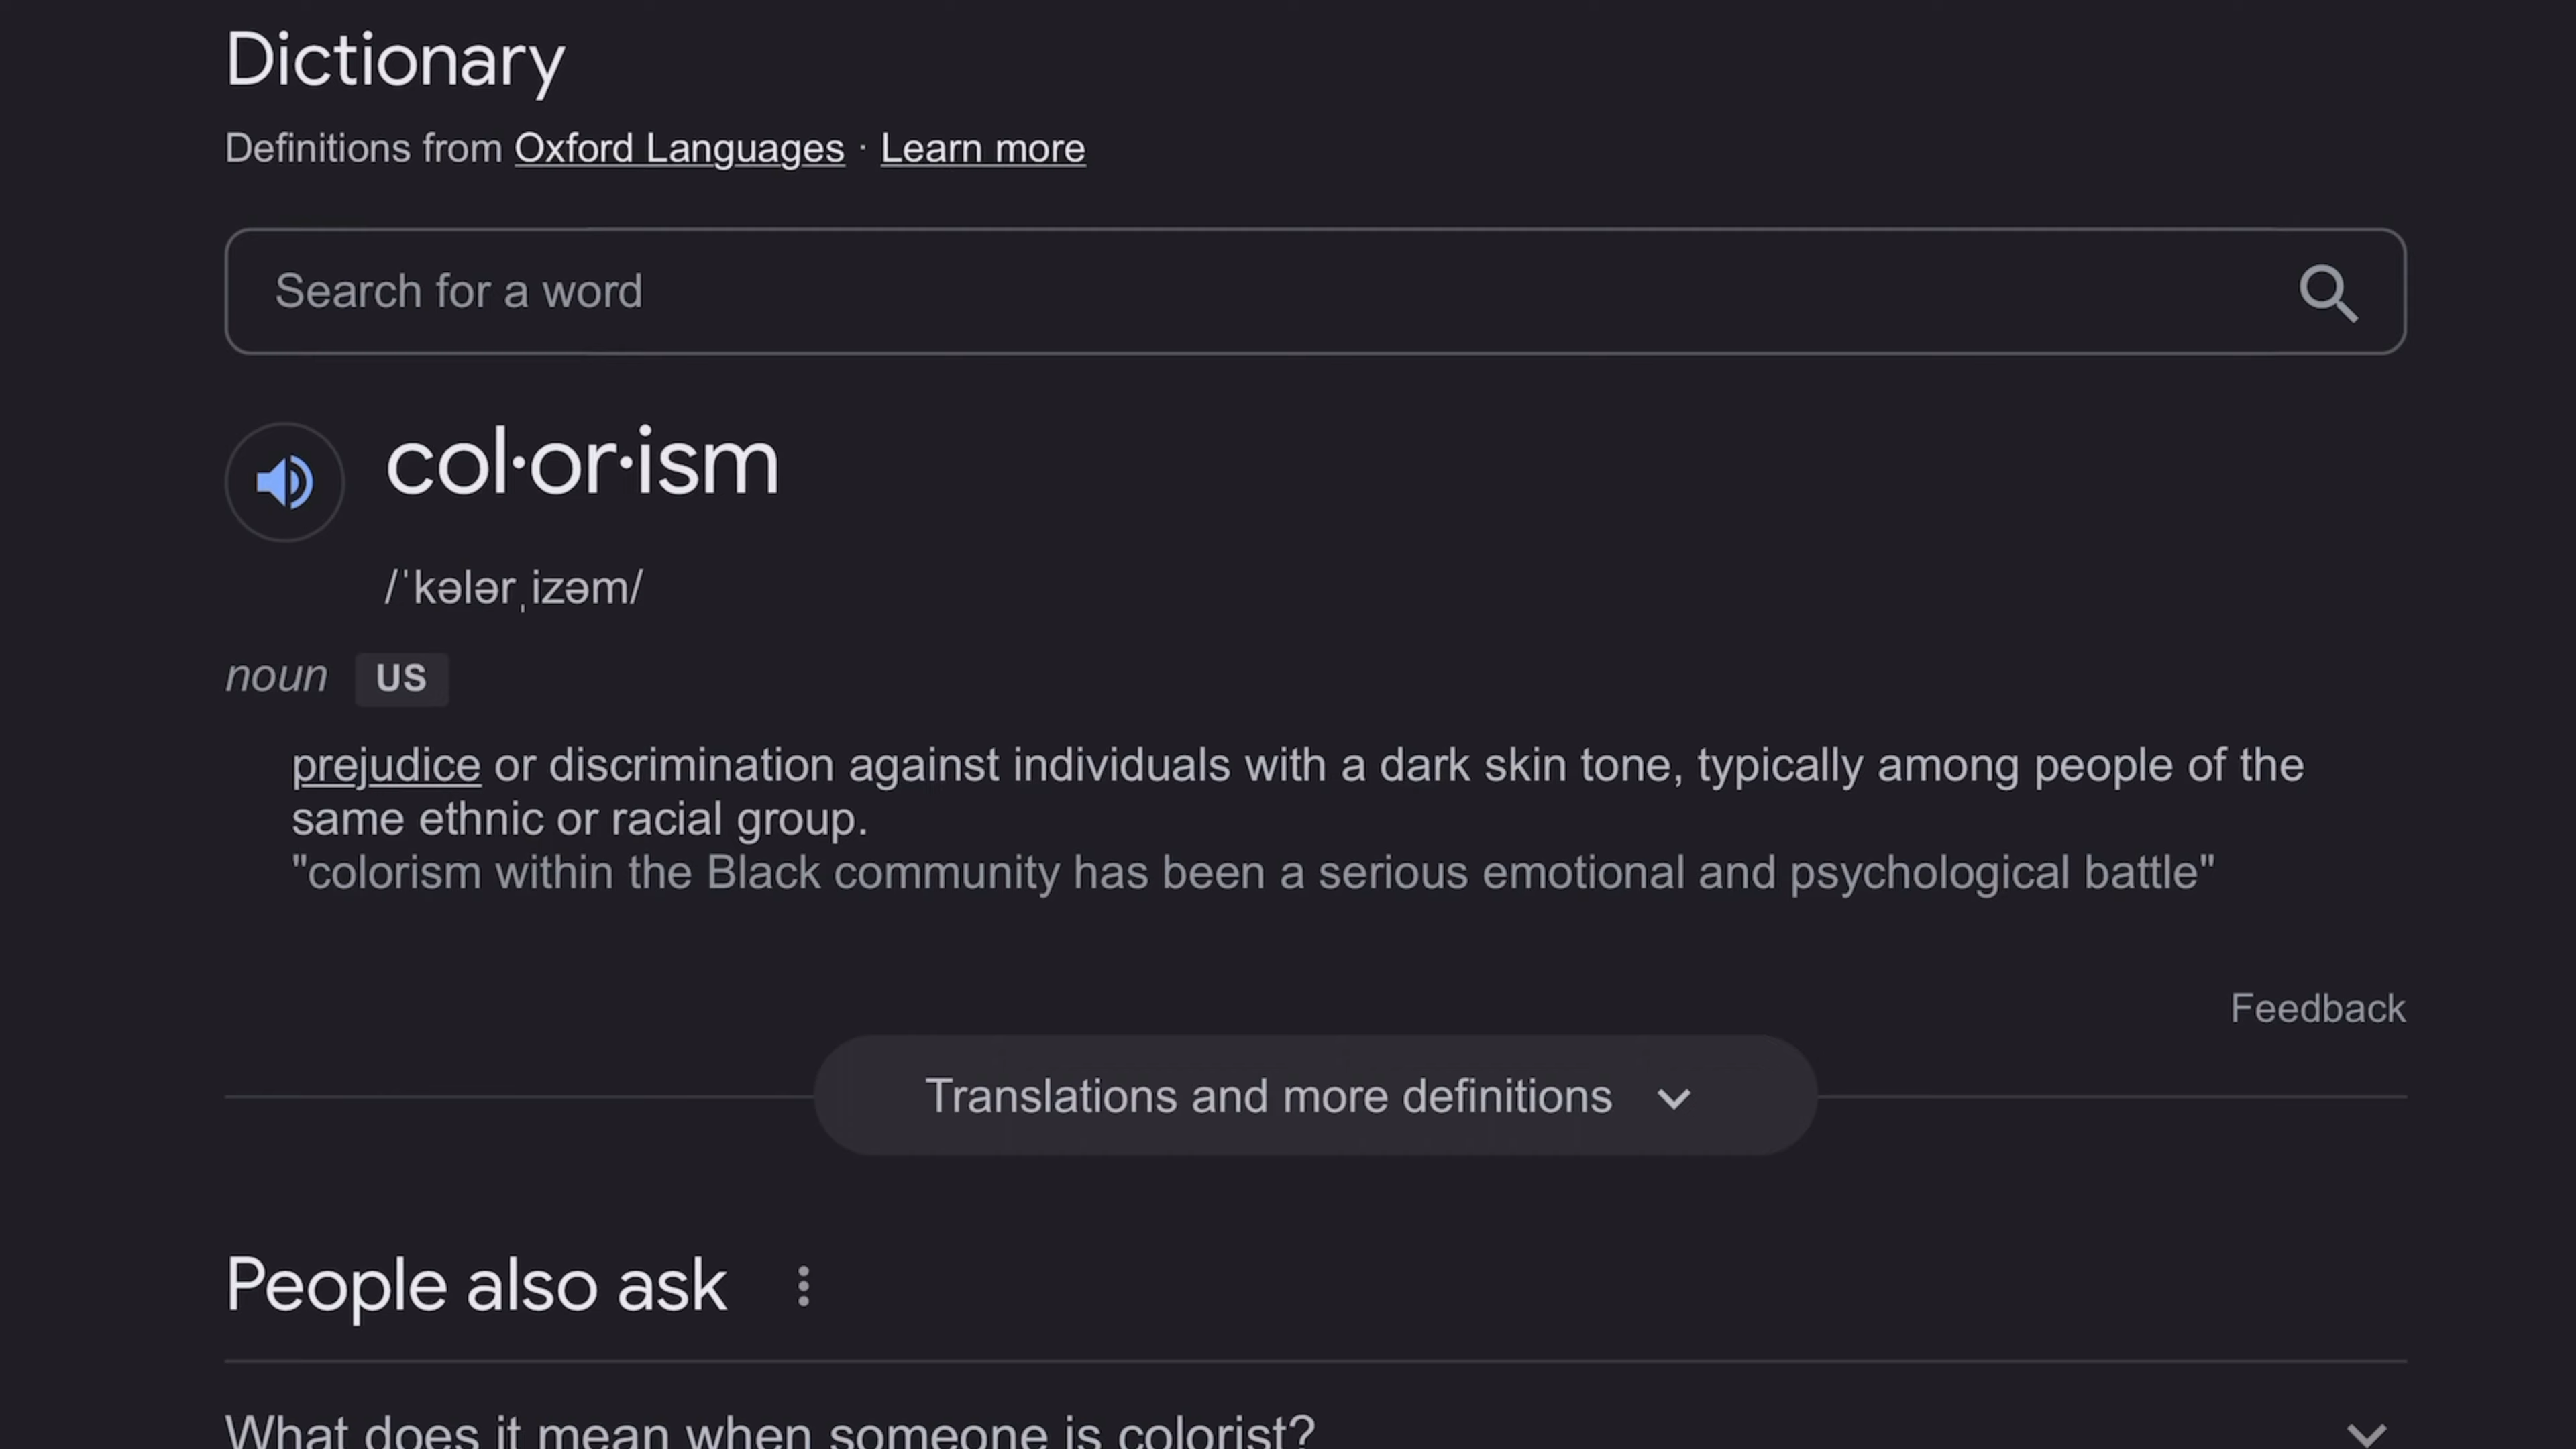 Dictionary
Definitions from Oxford Languages · Learn more
Search for a word
col·or·ism
/ˈkələrˌizəm/
noun US
prejudice or discrimination against individuals with a dark skin tone, typically among people of the
same ethnic or racial group.
"colorism within the Black community has been a serious emotional and psychological battle"
Feedback
Translations and more definitions
People also ask
What does it mean when someone is colorist?